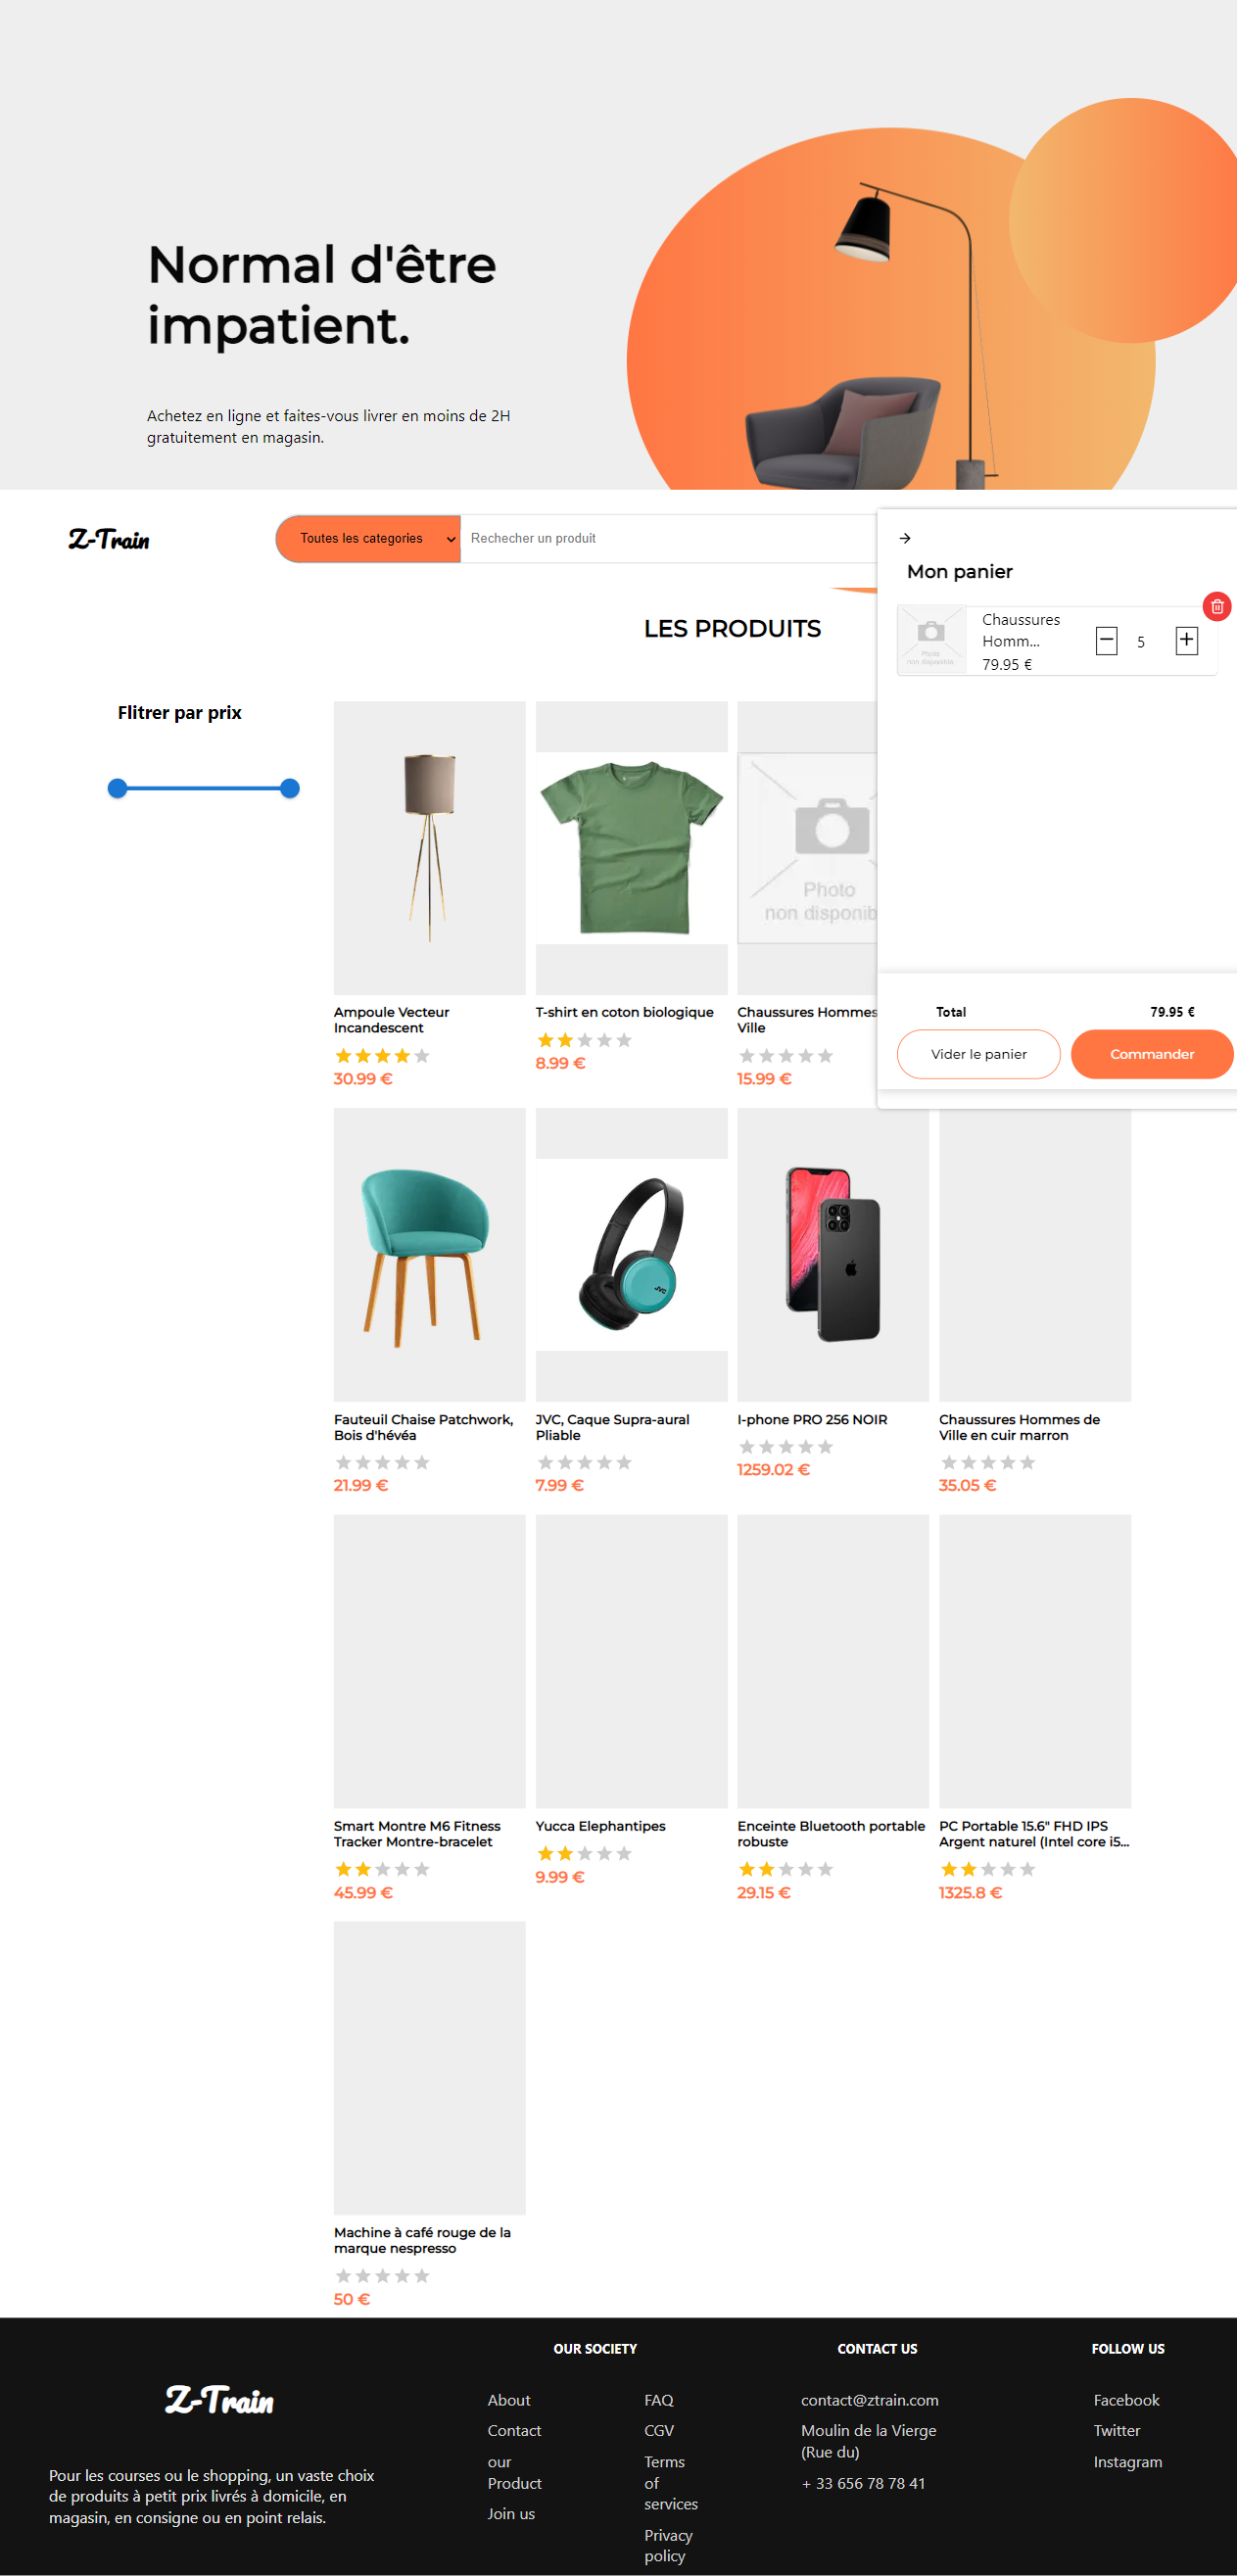 Normal d'être
impatient.
Achetez en ligne et faites-vous livrer en moins de 2H
gratuitement en magasin.
Z-Train
Toutes les categories
Rechecher un produit
Mon panier
Photo
non disponible
Chaussures
Homm...
79.95 €
5
Total
79.95 €
Vider le panier
Commander
LES PRODUITS
Flitrer par prix
Ampoule Vecteur
Incandescent
30.99 €
T-shirt en coton biologique
8.99 €
Photo
non disponib
Chaussures Hommes
Ville
15.99 €
Fauteuil Chaise Patchwork,
Bois d'hévéa
21.99 €
JVC
JVC, Caque Supra-aural
Pliable
7.99 €
I-phone PRO 256 NOIR
1259.02 €
Chaussures Hommes de
Ville en cuir marron
35.05 €
Smart Montre M6 Fitness
Tracker Montre-bracelet
45.99 €
Yucca Elephantipes
9.99 €
Enceinte Bluetooth portable
robuste
29.15 €
PC Portable 15.6" FHD IPS
Argent naturel (Intel core i5...
1325.8 €
Machine à café rouge de la
marque nespresso
50 €
Z-Train
Pour les courses ou le shopping, un vaste choix
de produits à petit prix livrés à domicile, en
magasin, en consigne ou en point relais.
OUR SOCIETY
About
Contact
our
Product
Join us
FAQ
CGV
Terms
of
services
Privacy
policy
CONTACT US
contact@ztrain.com
Moulin de la Vierge
(Rue du)
+ 33 656 78 78 41
FOLLOW US
Facebook
Twitter
Instagram